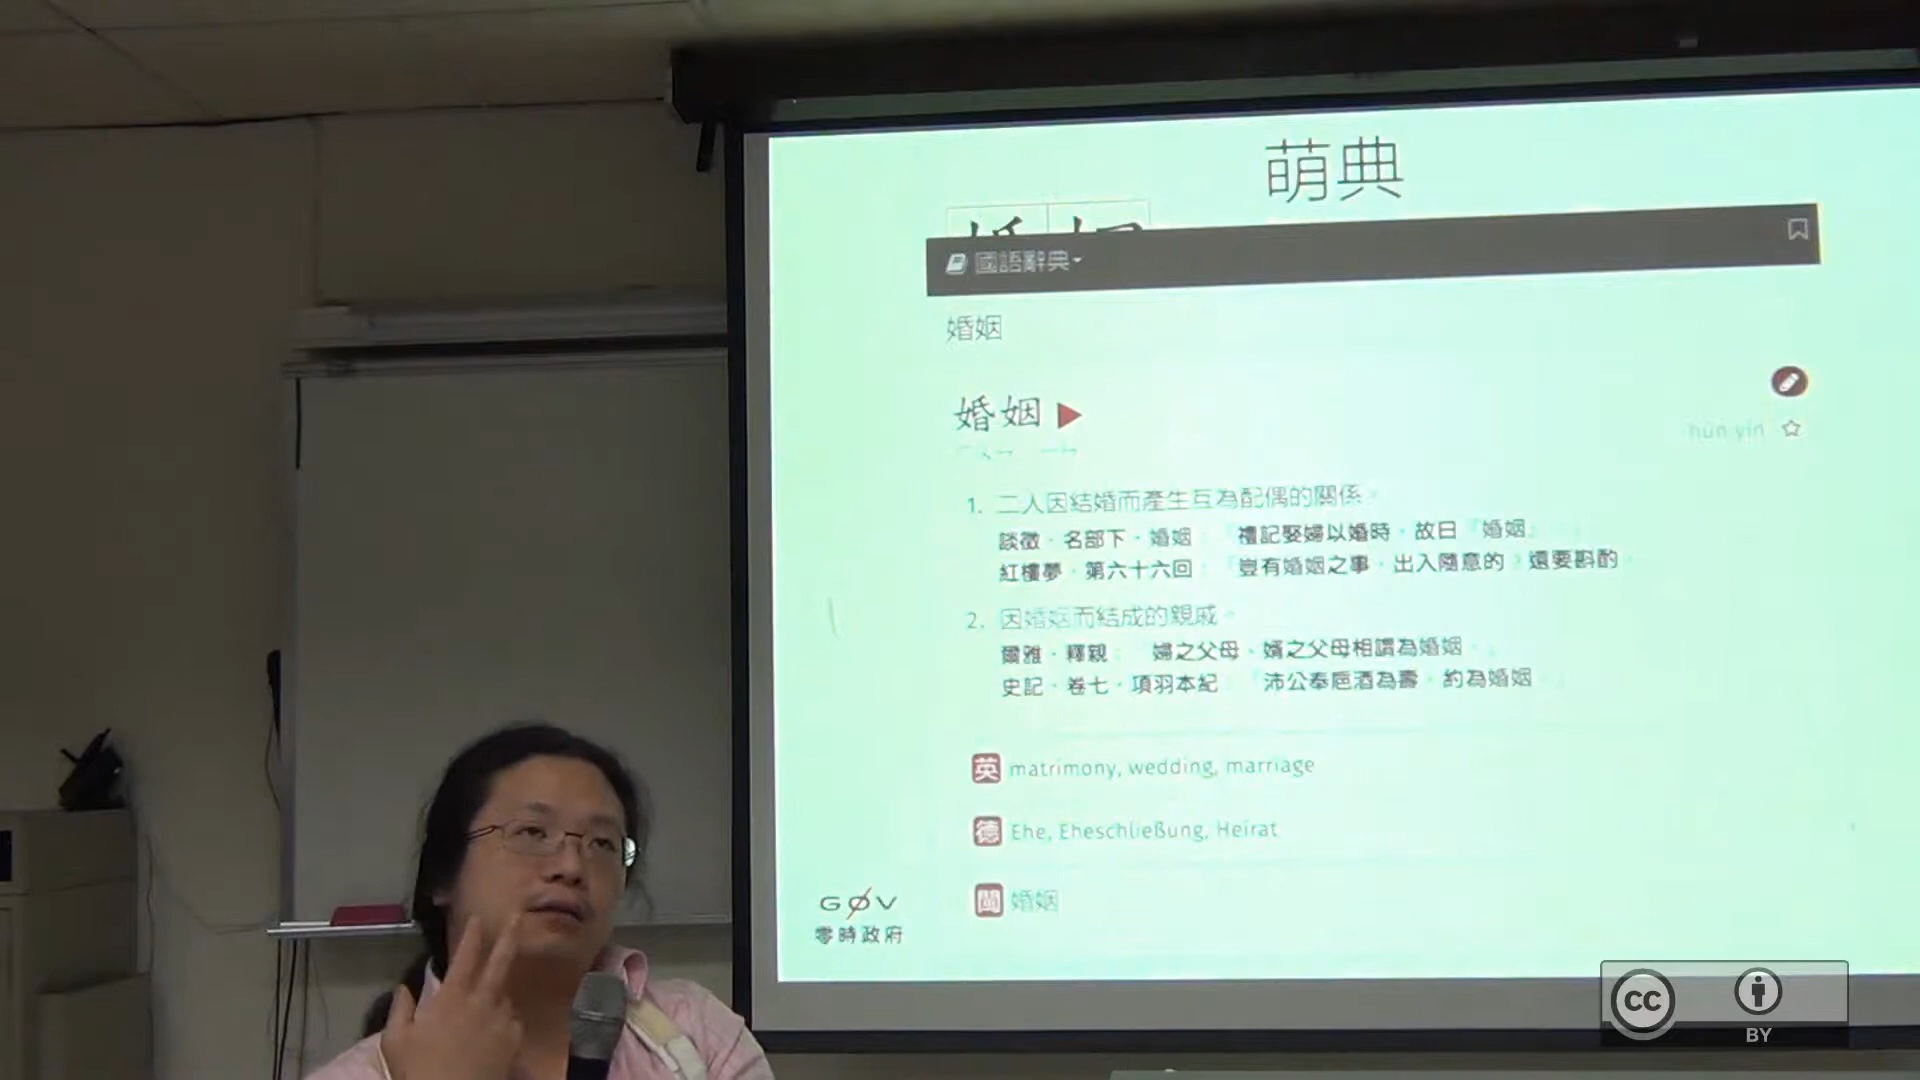 萌典
國語辭典
婚姻
婚姻
hūn yīn
1. 二人因結婚而產生互為配偶的關係。
談徵．名部下．婚姻：「禮記娶婦以婚時，故曰『婚姻』
紅樓夢．第六十六回：「豈有婚姻之事，出入隨意的？還要斟酌
2. 因婚姻而結成的親戚。
爾雅．釋親：「婦之父母、婿之父母相謂為婚姻。」
史記．卷七．項羽本紀：「沛公奉卮酒為壽，約為婚姻。」
英 matrimony, wedding, marriage
德 Ehe, Eheschließung, Heirat
閩 婚姻
GØV
零時政府
CC
BY